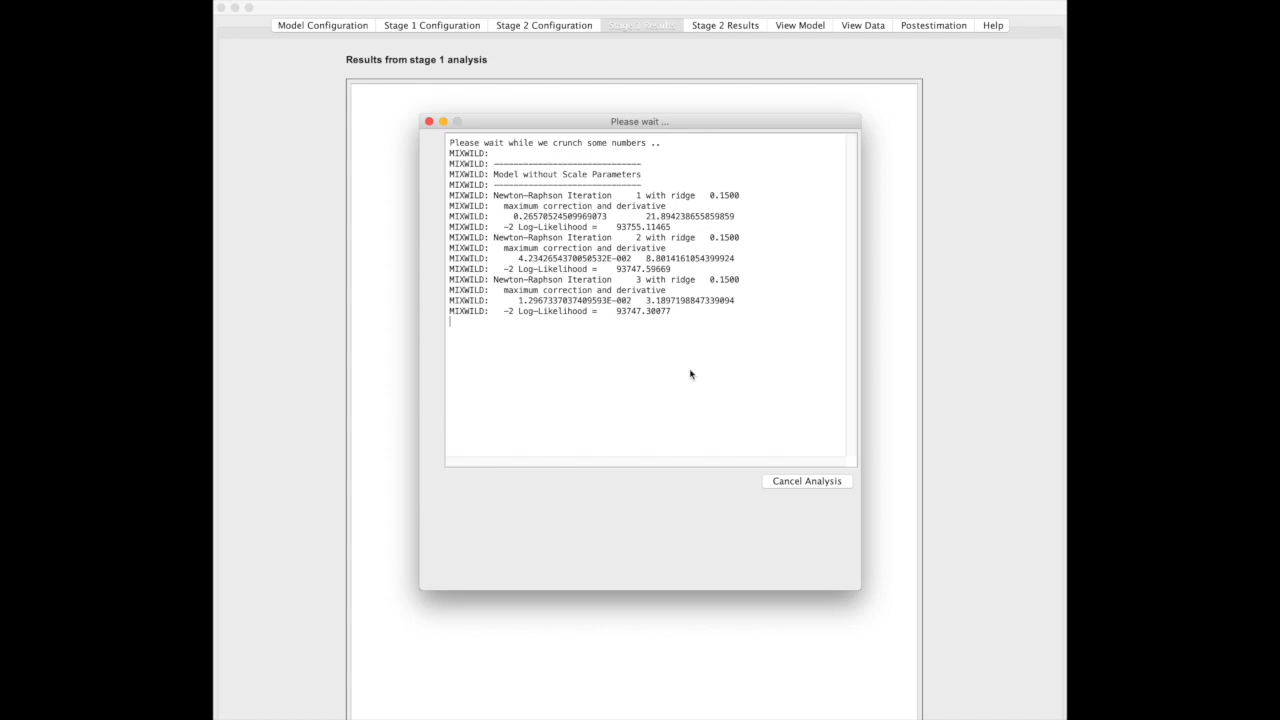 Model Configuration Stage 1 Configuration Stage 2 Configuration Stage 1 Results Stage 2 Results View Model View Data Postestimation Help
Results from stage 1 analysis
Please wait ...
Please wait while we crunch some numbers ..
MIXWILD:
MIXWILD: ------------------------------
MIXWILD: Model without Scale Parameters
MIXWILD: ------------------------------
MIXWILD: Newton-Raphson Iteration 1 with ridge 0.1500
MIXWILD: maximum correction and derivative
MIXWILD: 0.26570524509969073 21.894238655859859
MIXWILD: -2 Log-Likelihood = 93755.11465
MIXWILD: Newton-Raphson Iteration 2 with ridge 0.1500
MIXWILD: maximum correction and derivative
MIXWILD: 4.2342654370050532E-002 8.8014161054399924
MIXWILD: -2 Log-Likelihood = 93747.59669
MIXWILD: Newton-Raphson Iteration 3 with ridge 0.1500
MIXWILD: maximum correction and derivative
MIXWILD: 1.2967337037409593E-002 3.1897198847339094
MIXWILD: -2 Log-Likelihood = 93747.30077
Cancel Analysis